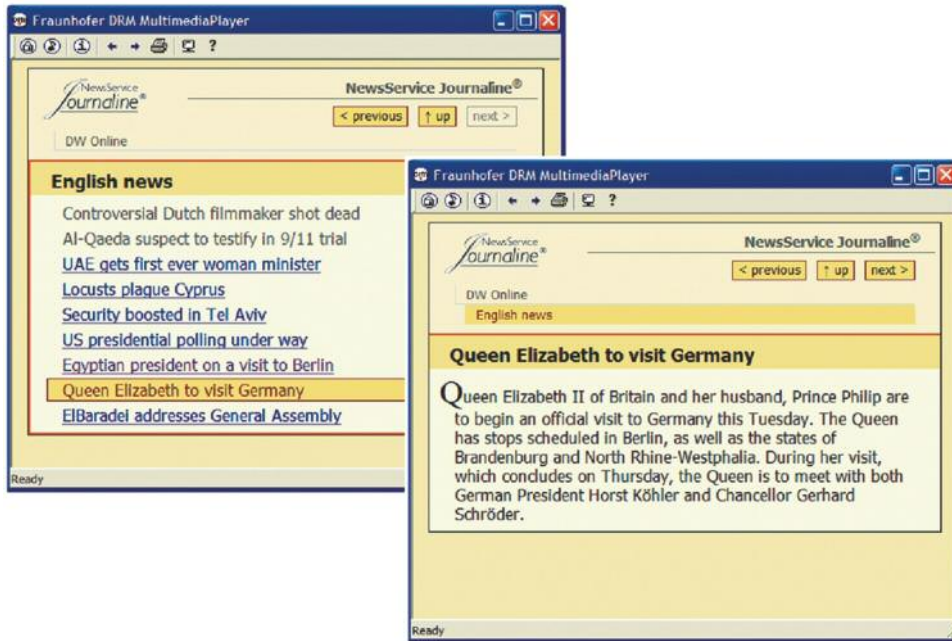 Fraunhofer DRM MultimediaPlayer
?
NewsService
Journaline®
NewsService Journaline®
< previous
↑ up
next >
DW Online
English news
Controversial Dutch filmmaker shot dead
Al-Qaeda suspect to testify in 9/11 trial
UAE gets first ever woman minister
Locusts plaque Cyprus
Security boosted in Tel Aviv
US presidential polling under way
Egyptian president on a visit to Berlin
Queen Elizabeth to visit Germany
ElBaradei addresses General Assembly
Ready
Fraunhofer DRM MultimediaPlayer
?
NewsService
Journaline®
NewsService Journaline®
< previous
↑ up
next >
DW Online
English news
Queen Elizabeth to visit Germany
Queen Elizabeth II of Britain and her husband, Prince Philip are
to begin an official visit to Germany this Tuesday. The Queen
has stops scheduled in Berlin, as well as the states of
Brandenburg and North Rhine-Westphalia. During her visit,
which concludes on Thursday, the Queen is to meet with both
German President Horst Köhler and Chancellor Gerhard
Schröder.
Ready